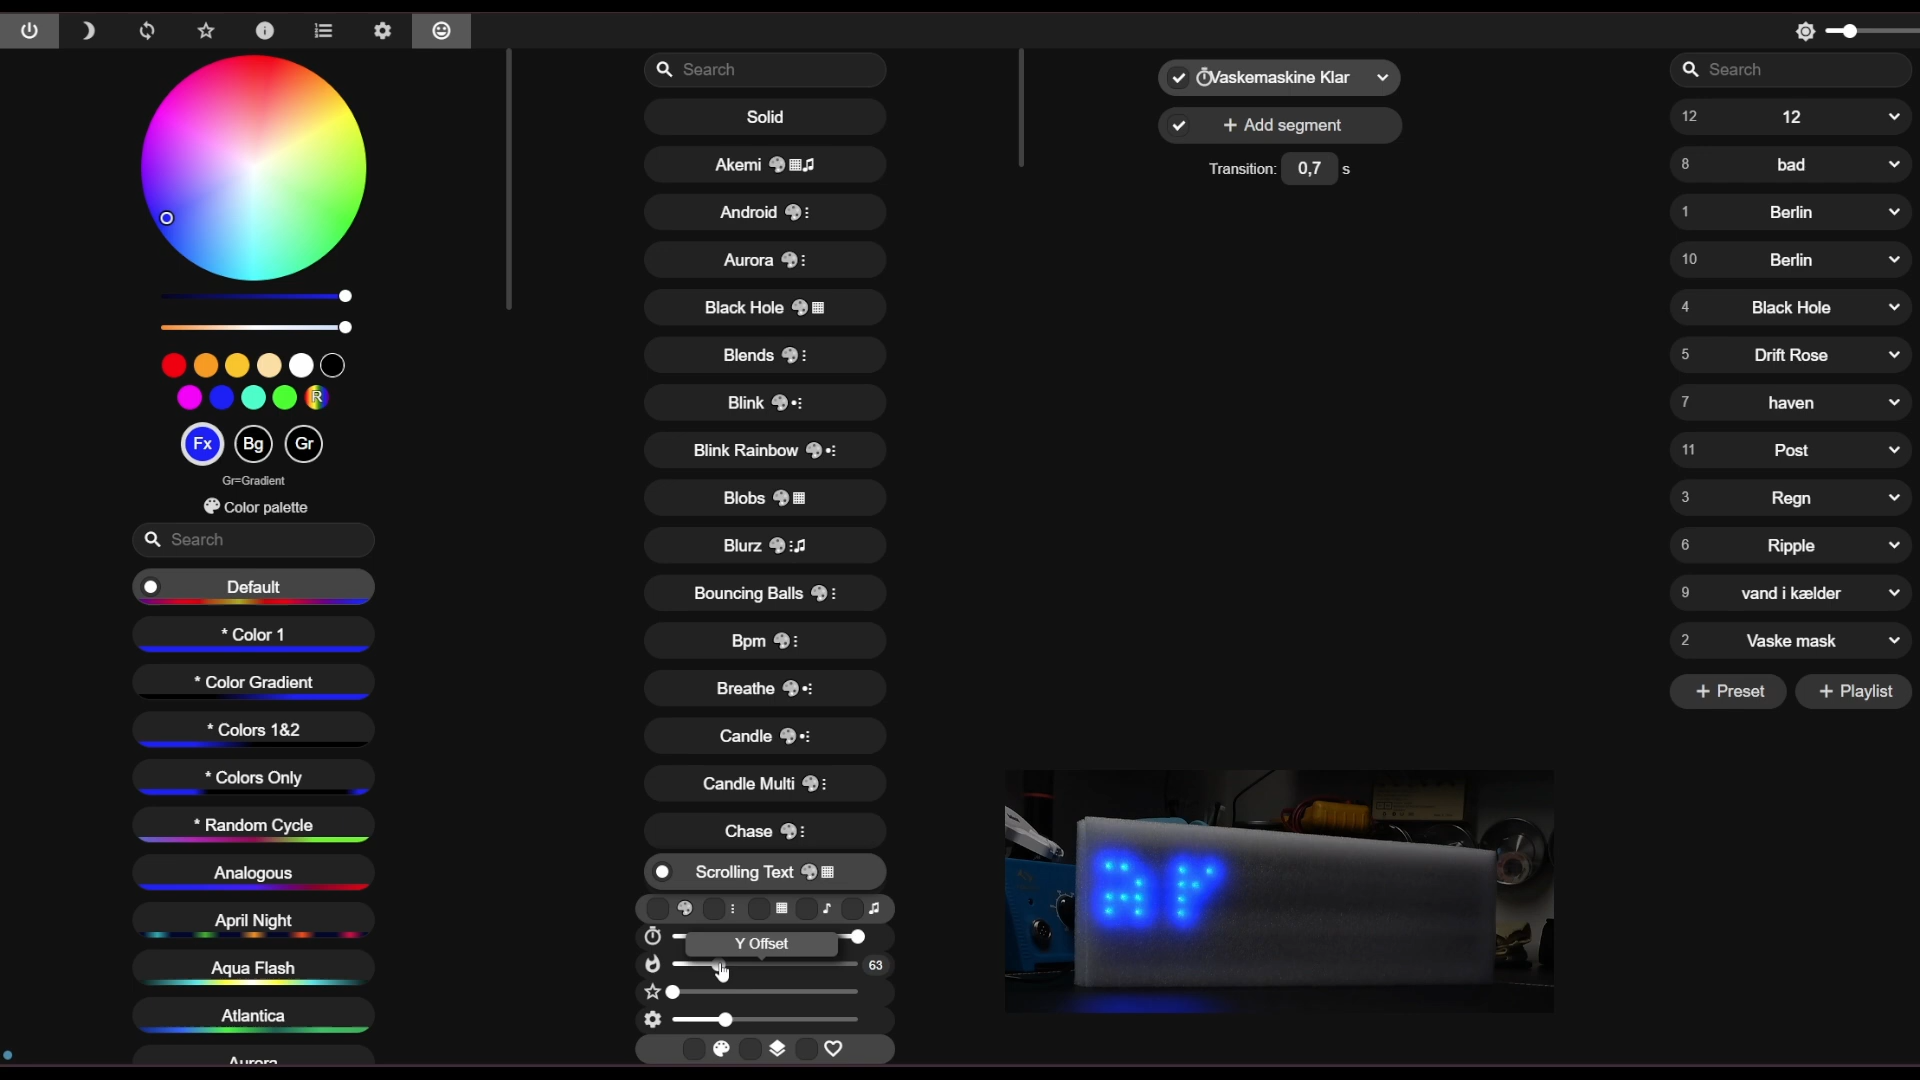 Search
Solid
Akemi
Android
Aurora
Black Hole
Blends
Blink
Blink Rainbow
Blobs
Blurz
Bouncing Balls
Bpm
Breathe
Candle
Candle Multi
Chase
Scrolling Text
Y Offset
63
Fx Bg Gr
Gr=Gradient
Color palette
Search
Default
* Color 1
* Color Gradient
* Colors 1&2
* Colors Only
* Random Cycle
Analogous
April Night
Aqua Flash
Atlantica
Aurora
R
Vaskemaskine Klar
+ Add segment
Transition: 0,7 s
Search
12 12
8 bad
1 Berlin
10 Berlin
4 Black Hole
5 Drift Rose
7 haven
11 Post
3 Regn
6 Ripple
9 vand i kælder
2 Vaske mask
+ Preset + Playlist